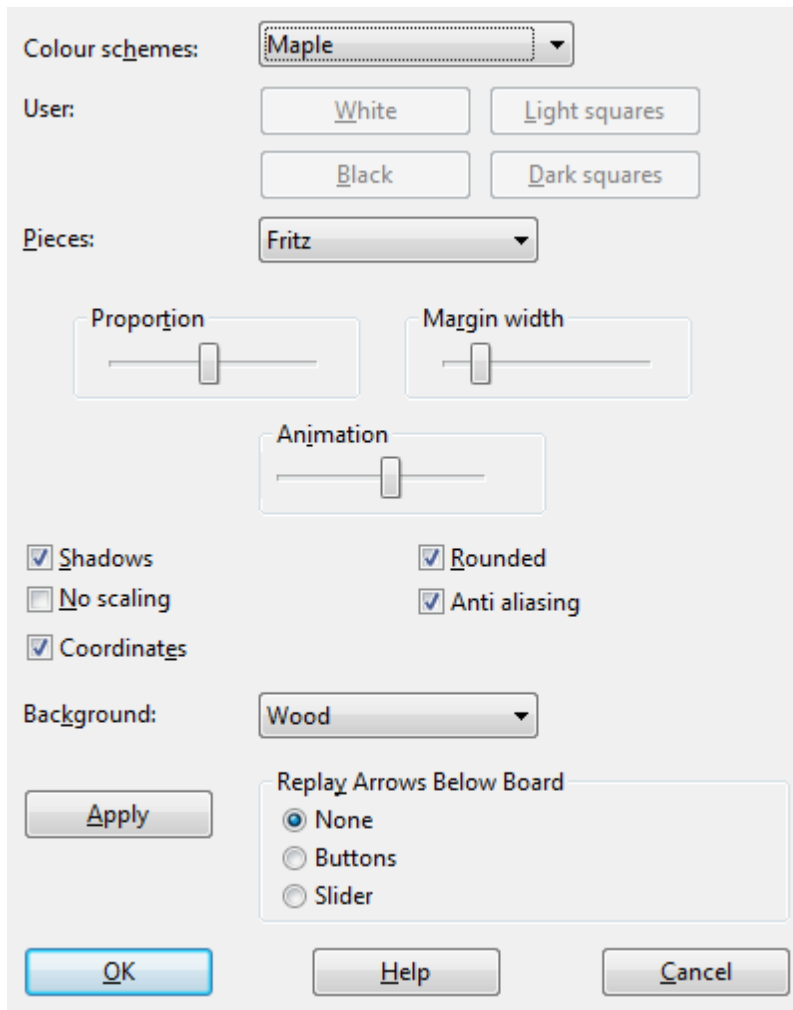 Colour schemes: Maple
User: White Light squares
Black Dark squares
Pieces: Fritz
Proportion Margin width
Animation
Shadows Rounded
No scaling Anti aliasing
Coordinates
Background: Wood
Replay Arrows Below Board
Apply None
Buttons
Slider
OK Help Cancel